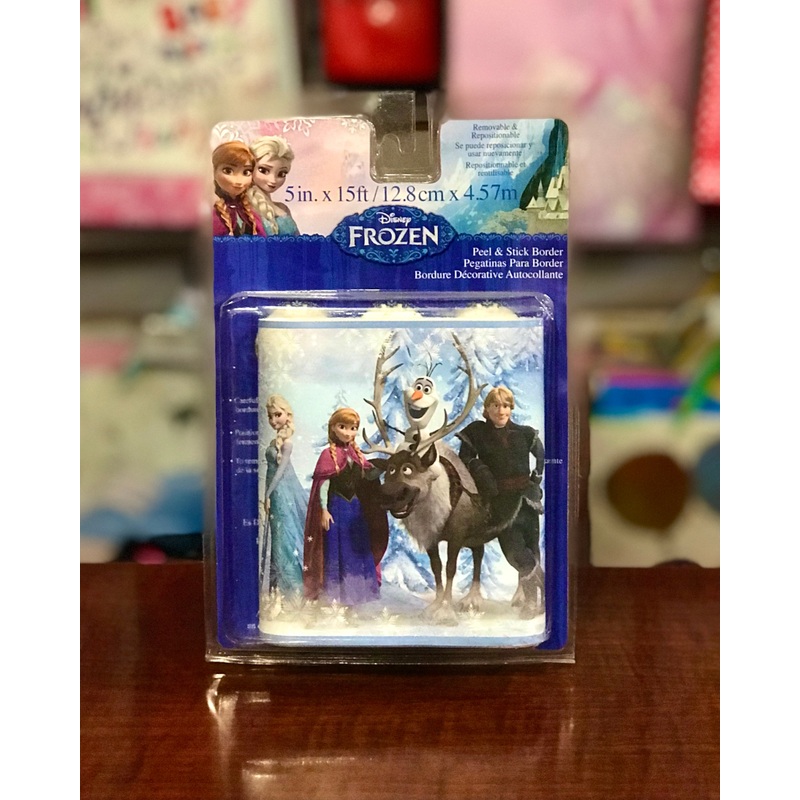 Removable &
Repositionable
Se puede reposicionar y
usar nuevamente
Repositionnable et
réutilisable
5in. x 15ft / 12.8cm x 4.57m
Disney
FROZEN
Peel & Stick Border
Pegatinas Para Border
Bordure Décorative Autocollante